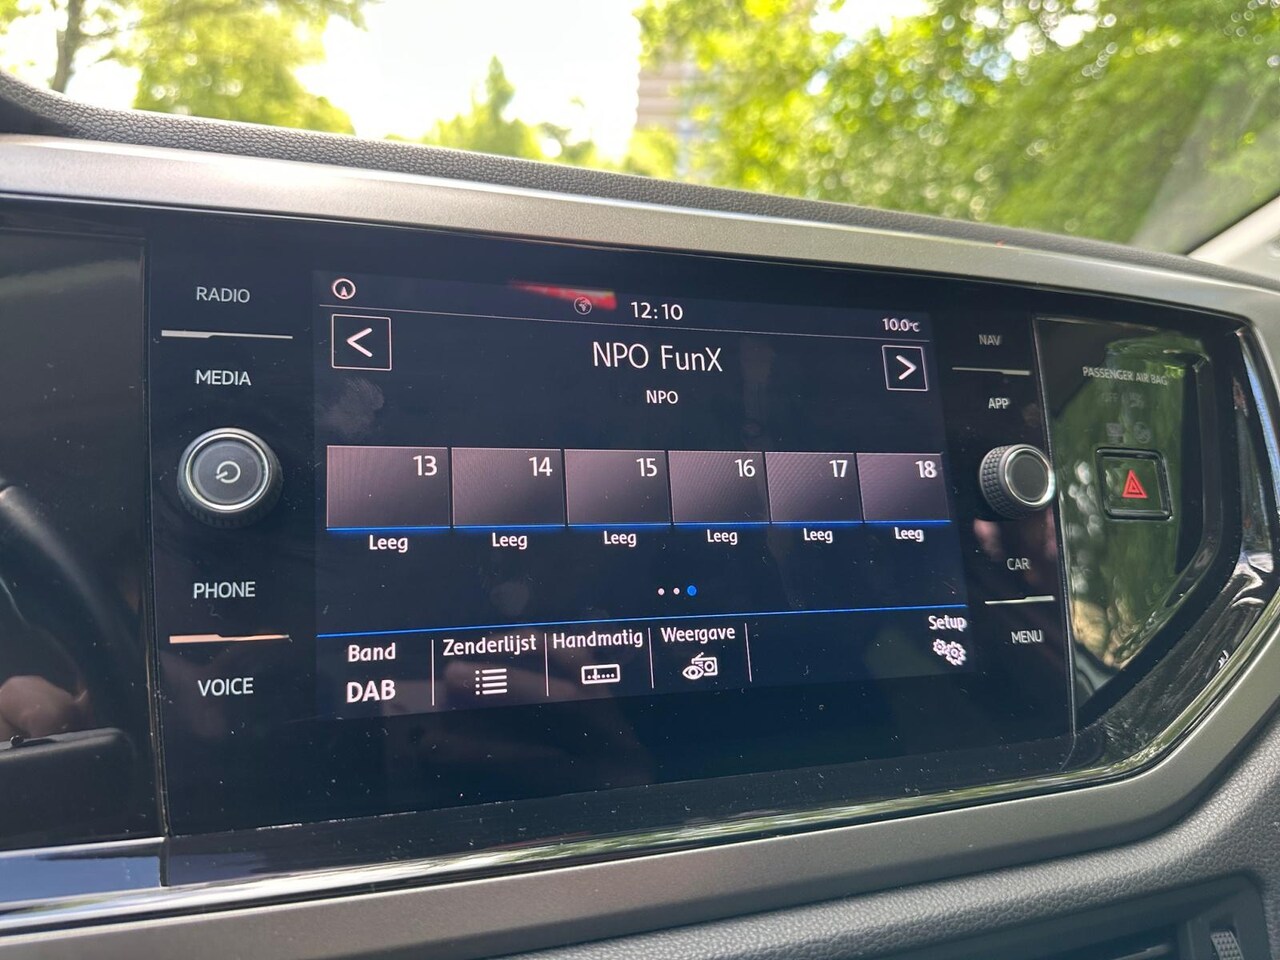 RADIO
MEDIA
PHONE
VOICE
12:10
10.0°C
<
NPO FunX
>
NPO
13 14 15 16 17 18
Leeg Leeg Leeg Leeg Leeg Leeg
Band Zenderlijst Handmatig Weergave Setup
DAB
NAV
APP
CAR
MENU
PASSENGER AIR BAG